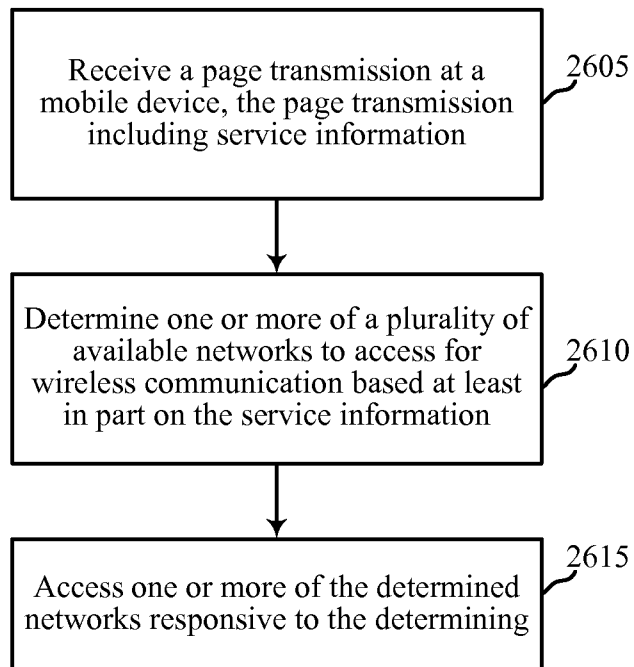 Receive a page transmission at a
mobile device, the page transmission
including service information
2605
Determine one or more of a plurality of
available networks to access for
wireless communication based at least
in part on the service information
2610
Access one or more of the determined
networks responsive to the determining
2615